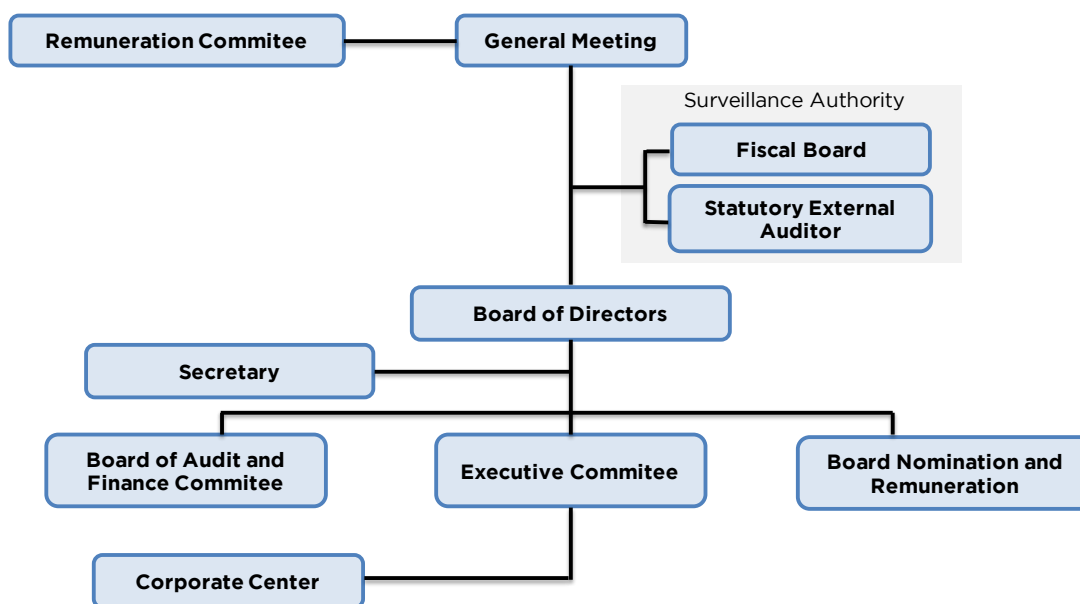 Remuneration Commitee
General Meeting
Surveillance Authority
Fiscal Board
Statutory External
Auditor
Board of Directors
Secretary
Board of Audit and
Finance Commitee
Executive Commitee
Board Nomination and
Remuneration
Corporate Center